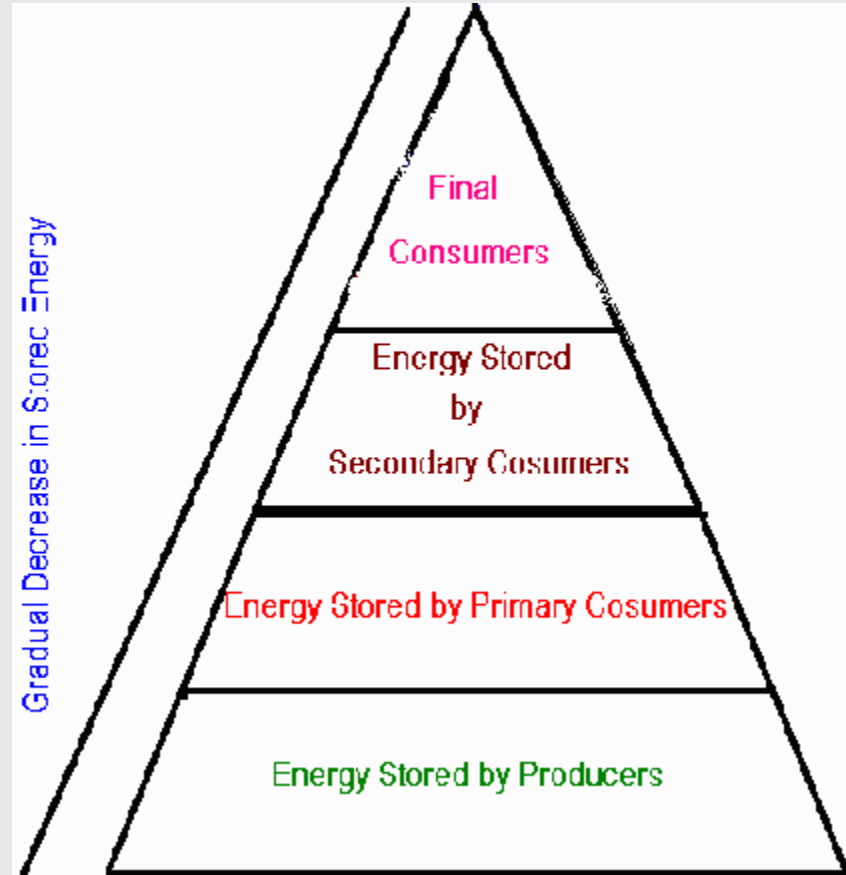 Gradual Decrease in Stored Energy
Final
Consumers
Energy Stored
by
Secondary Cosumers
Energy Stored by Primary Cosumers
Energy Stored by Producers